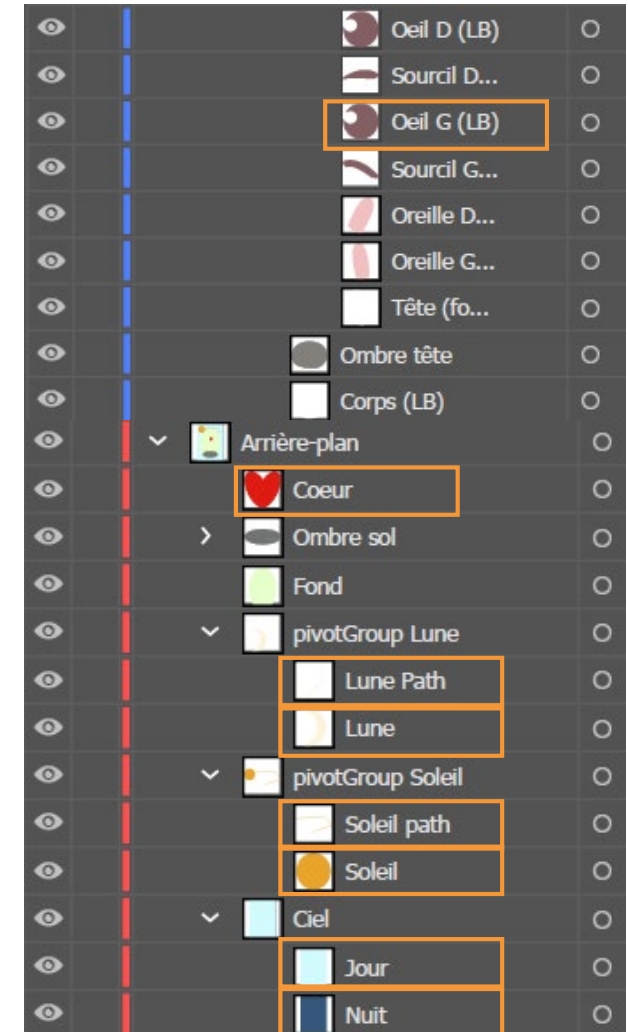 Oeil D (LB)
Sourcil D...
Oeil G (LB)
Sourcil G...
Oreille D...
Oreille G...
Tête (fo...
Ombre tête
Corps (LB)
Arrière-plan
Coeur
Ombre sol
Fond
pivotGroup Lune
Lune Path
Lune
pivotGroup Soleil
Soleil path
Soleil
Ciel
Jour
Nuit